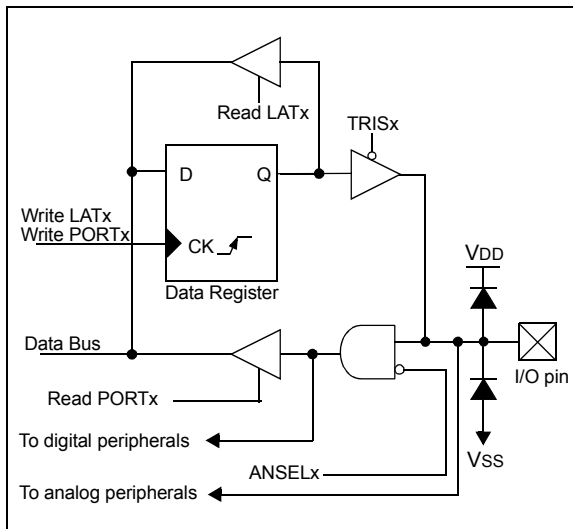 Read LATx
TRISx
D
Q
Write LATx
Write PORTx
CK
VDD
Data Register
Data Bus
I/O pin
Read PORTx
To digital peripherals
VSS
ANSELx
To analog peripherals